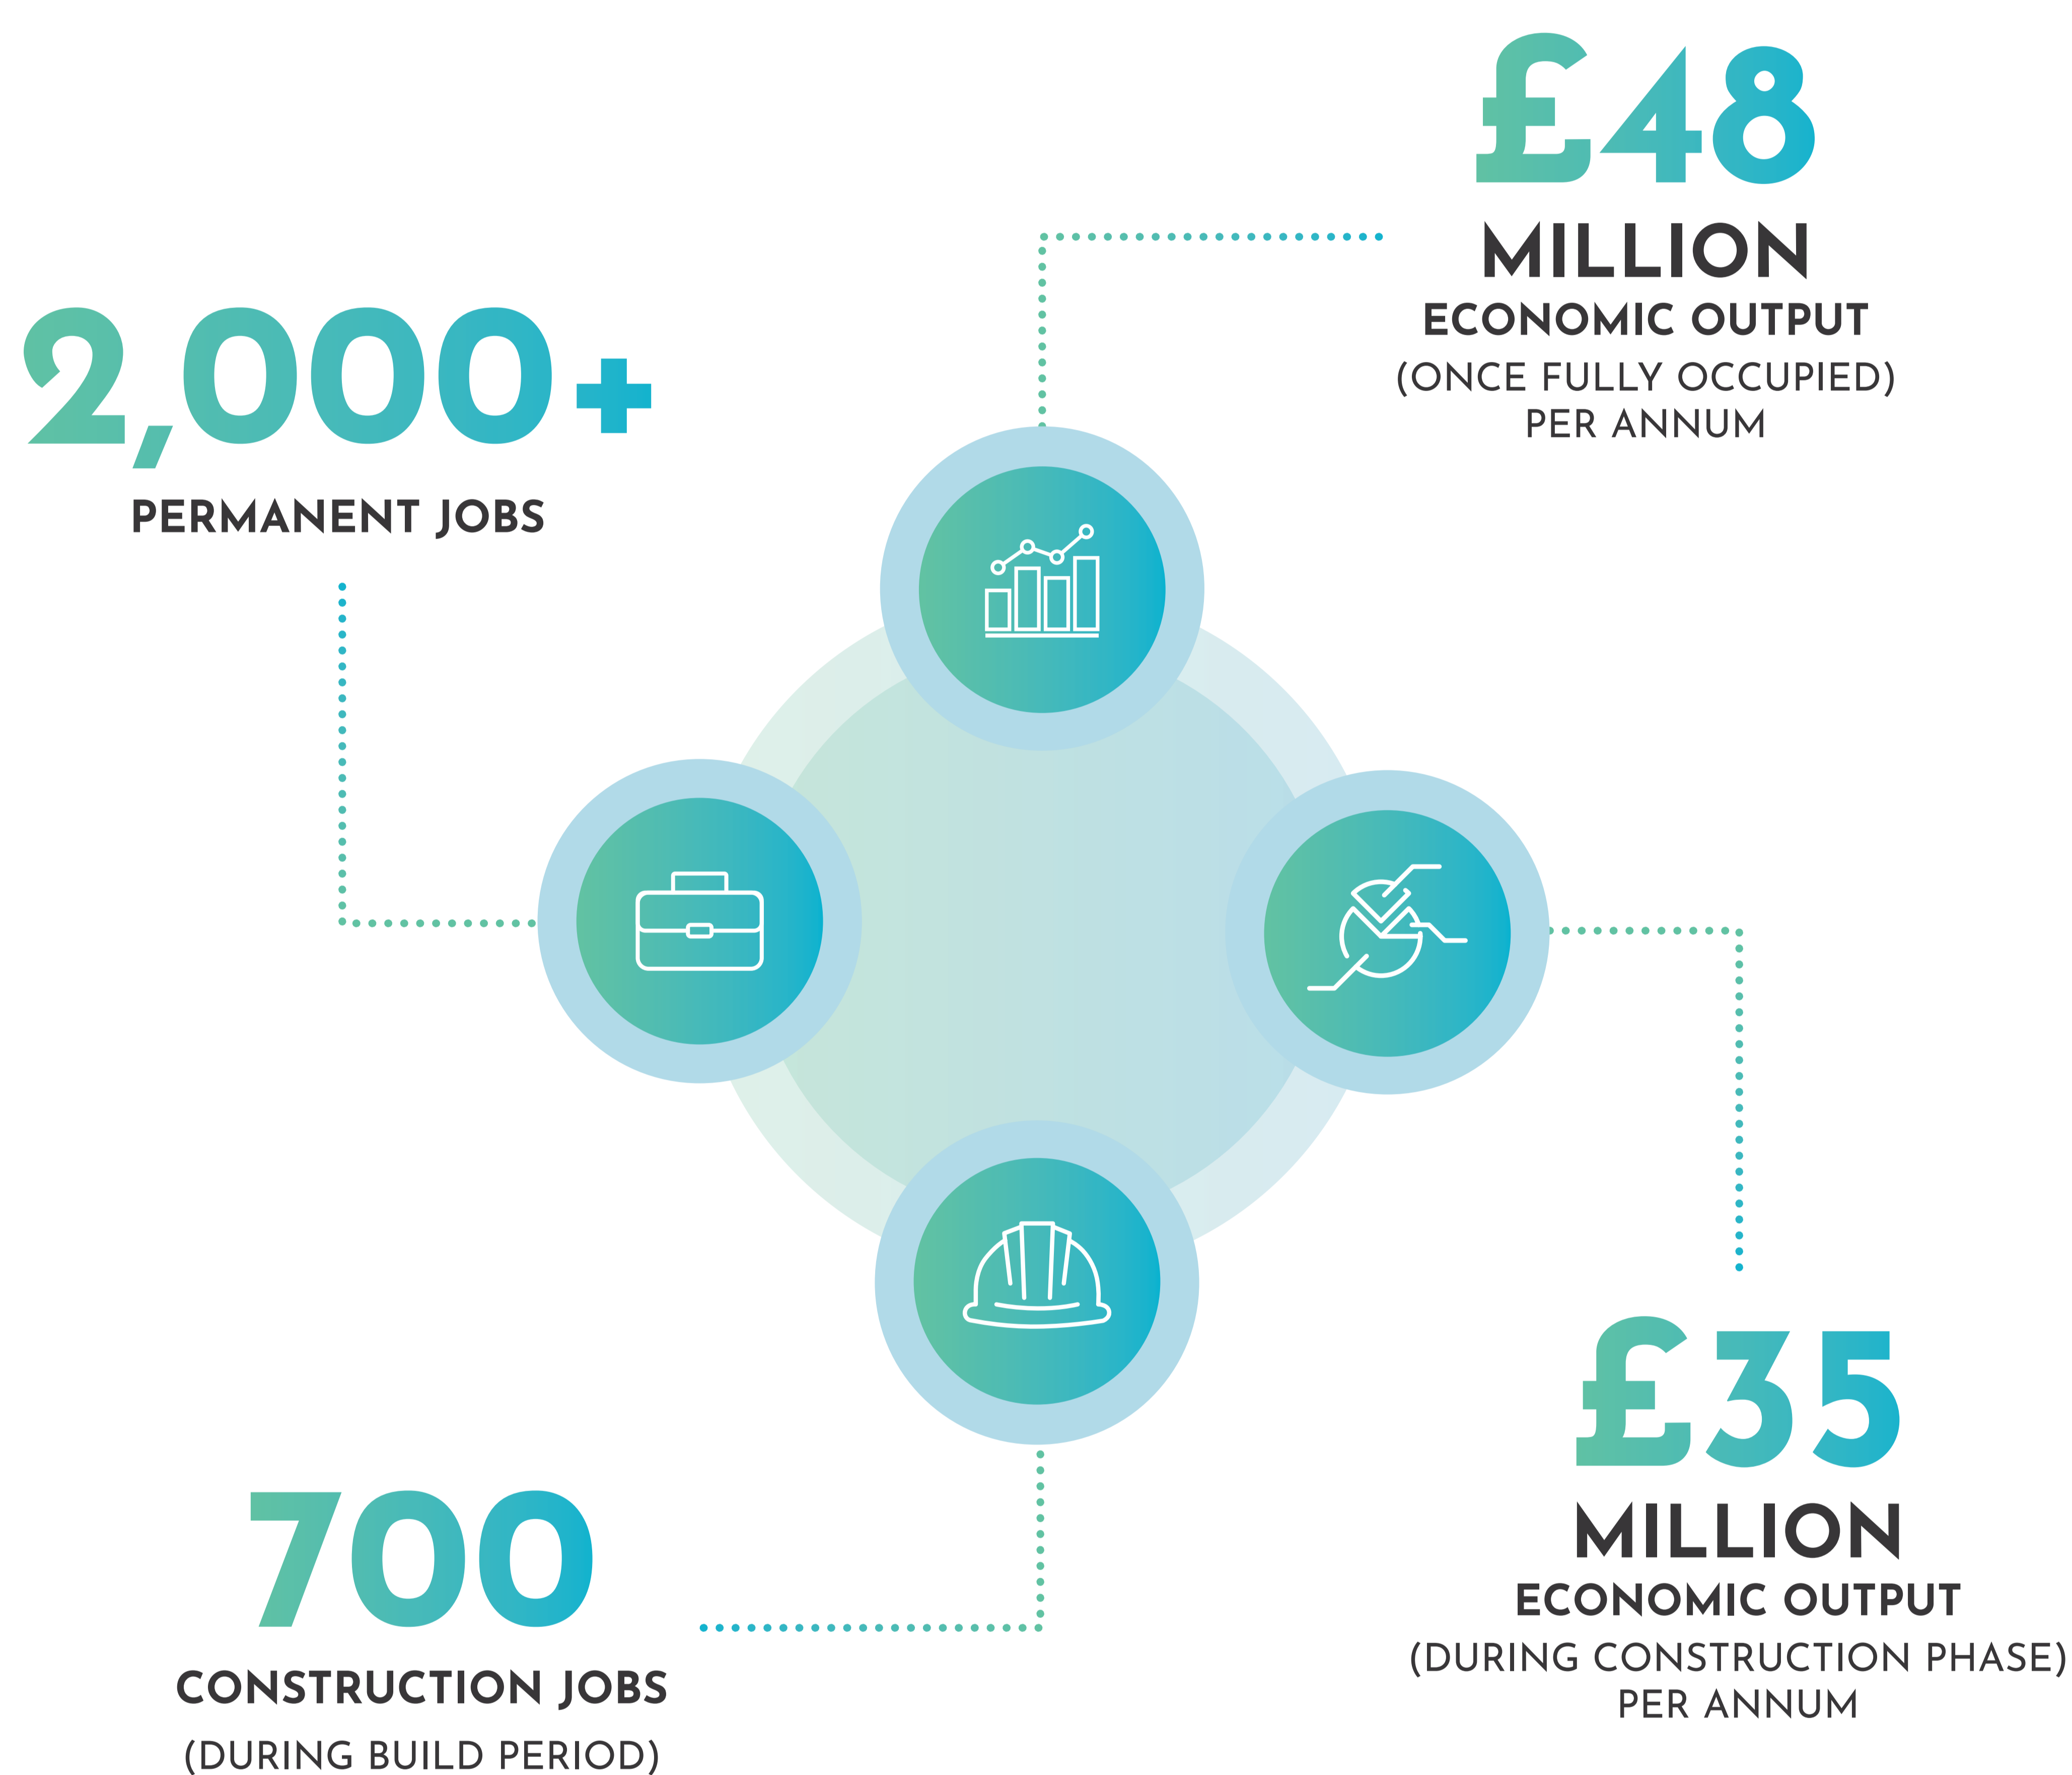 £48
MILLION
ECONOMIC OUTPUT
(ONCE FULLY OCCUPIED)
PER ANNUM
2,000+
PERMANENT JOBS
£35
MILLION
ECONOMIC OUTPUT
(DURING CONSTRUCTION PHASE)
PER ANNUM
700
CONSTRUCTION JOBS
(DURING BUILD PERIOD)